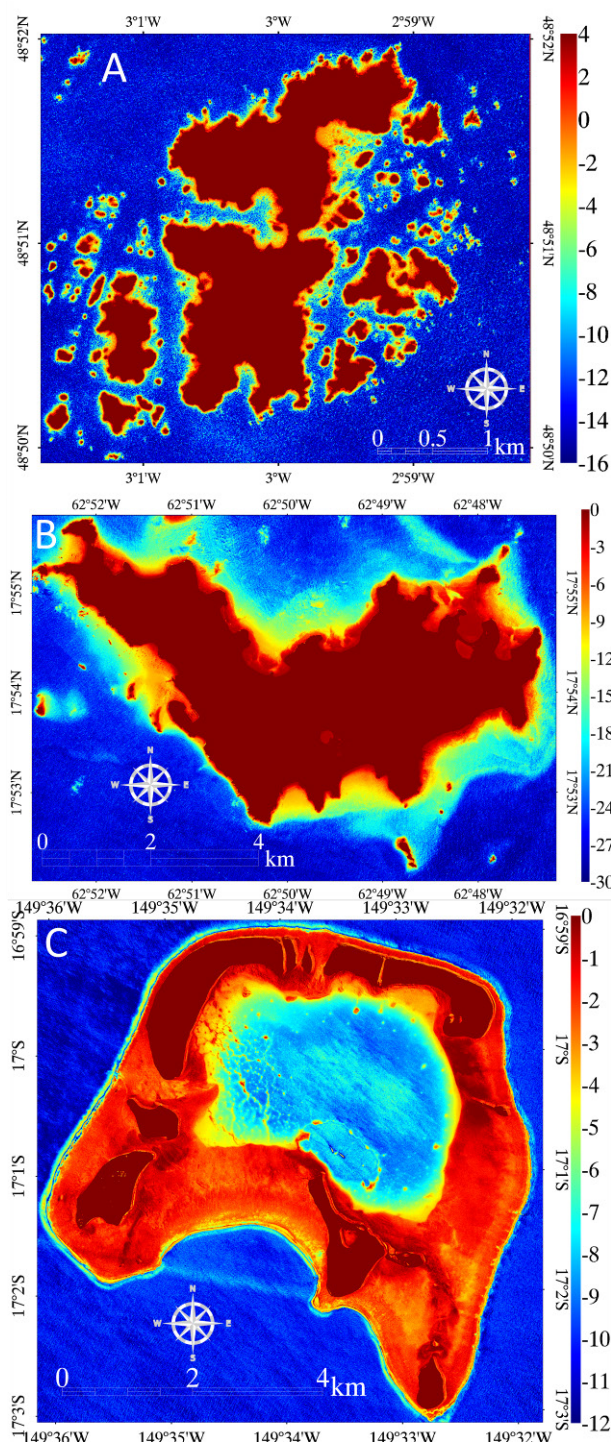 3°1'W 3°W 2°59'W
A
48°52'N 48°52'N
48°51'N 48°51'N
48°50'N 48°50'N
N
W E
S
0 0.5 1
km
3°1'W 3°W 2°59'W
4
2
0
-2
-4
-6
-8
-10
-12
-14
-16
62°52'W 62°51'W 62°50'W 62°49'W 62°48'W
B
17°55'N 17°55'N
17°54'N 17°54'N
17°53'N 17°53'N
N
W E
S
0 2 4
km
62°52'W 62°51'W 62°50'W 62°49'W 62°48'W
0
-3
-6
-9
-12
-15
-18
-21
-24
-27
-30
149°36'W 149°35'W 149°34'W 149°33'W 149°32'W
C
16°59'S 16°59'S
17°S 17°S
17°1'S 17°1'S
17°2'S 17°2'S
17°3'S 17°3'S
N
W E
S
0 2 4
km
149°36'W 149°35'W 149°34'W 149°33'W 149°32'W
0
-1
-2
-3
-4
-5
-6
-7
-8
-9
-10
-11
-12